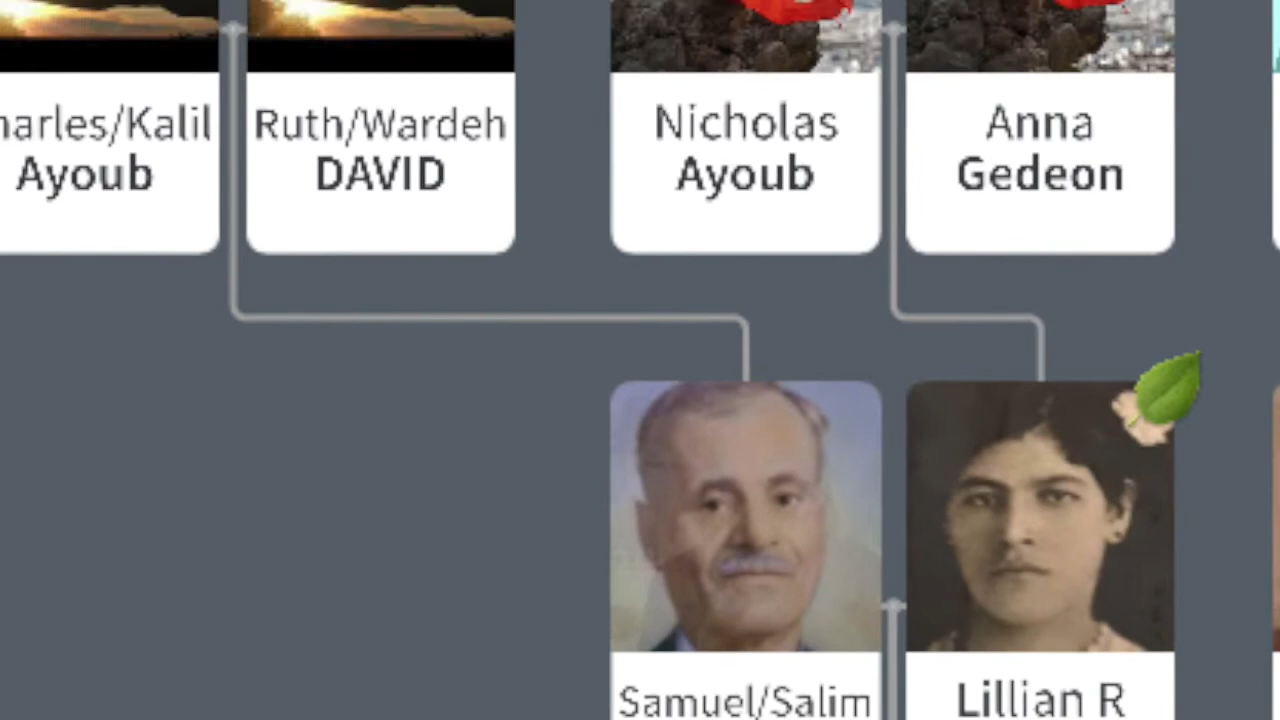 harles/Kalil
Ayoub
Ruth/Wardeh
DAVID
Nicholas
Ayoub
Anna
Gedeon
Samuel/Salim
Lillian R